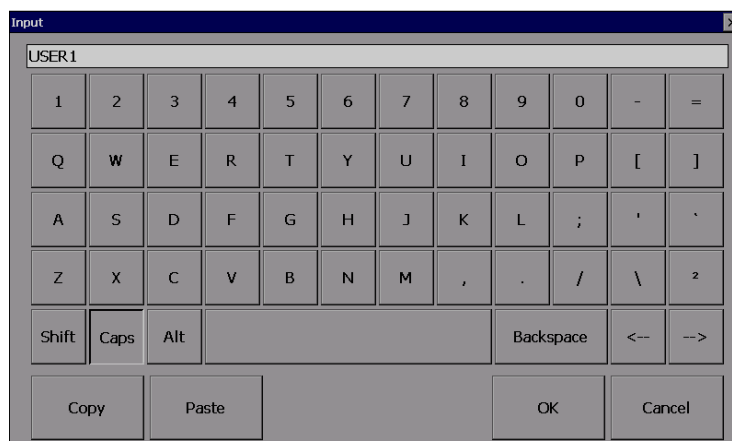 Input
USER1
1 2 3 4 5 6 7 8 9 0 - =
Q W E R T Y U I O P [ ]
A S D F G H J K L ; ' `
Z X C V B N M , . / \ ²
Shift Caps Alt Backspace <-- -->
Copy Paste OK Cancel